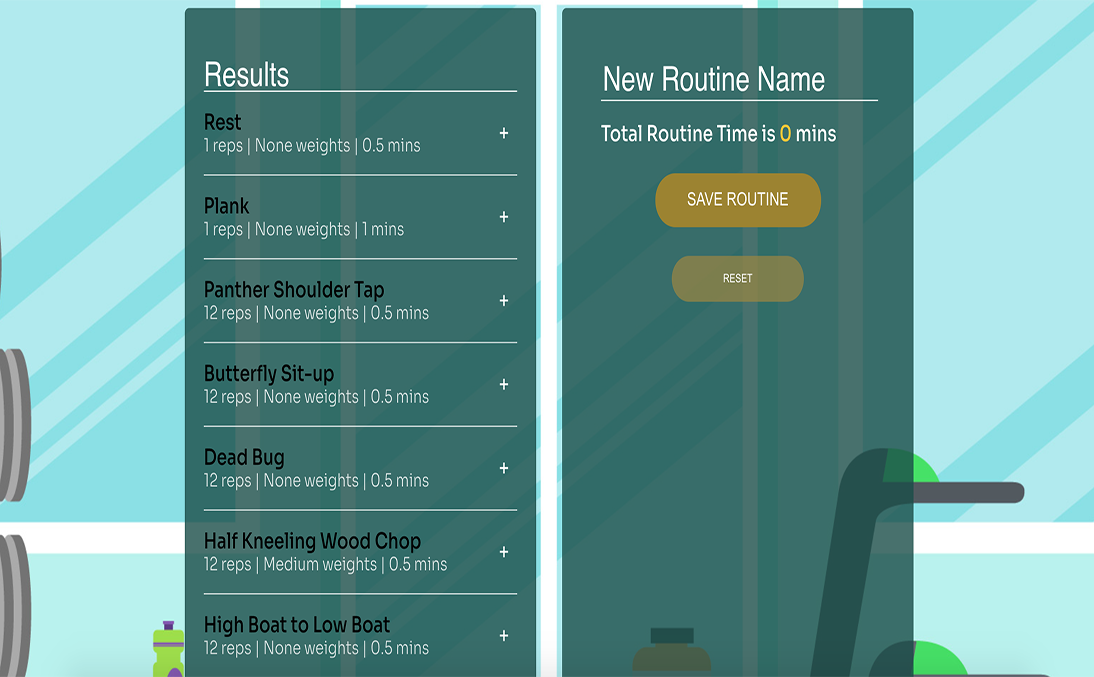 Results
Rest
1 reps | None weights | 0.5 mins
+
Plank
1 reps | None weights | 1 mins
+
Panther Shoulder Tap
12 reps | None weights | 0.5 mins
+
Butterfly Sit-up
12 reps | None weights | 0.5 mins
+
Dead Bug
12 reps | None weights | 0.5 mins
+
Half Kneeling Wood Chop
12 reps | Medium weights | 0.5 mins
+
High Boat to Low Boat
12 reps | None weights | 0.5 mins
+
New Routine Name
Total Routine Time is 0 mins
SAVE ROUTINE
RESET